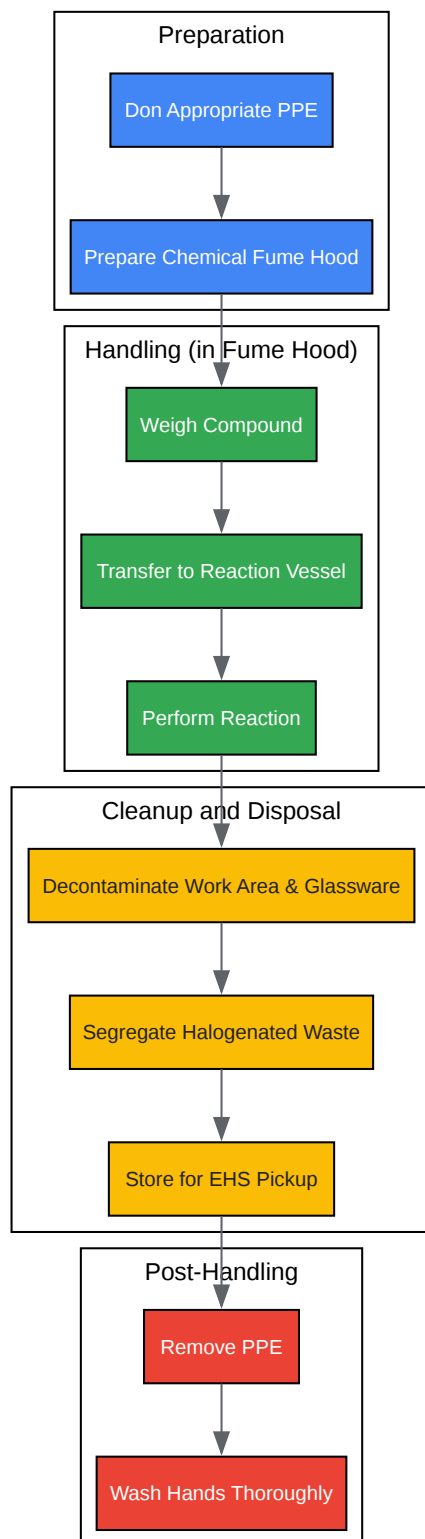 Preparation
Don Appropriate PPE
Prepare Chemical Fume Hood
Handling (in Fume Hood)
Weigh Compound
Transfer to Reaction Vessel
Perform Reaction
Cleanup and Disposal
Decontaminate Work Area & Glassware
Segregate Halogenated Waste
Store for EHS Pickup
Post-Handling
Remove PPE
Wash Hands Thoroughly